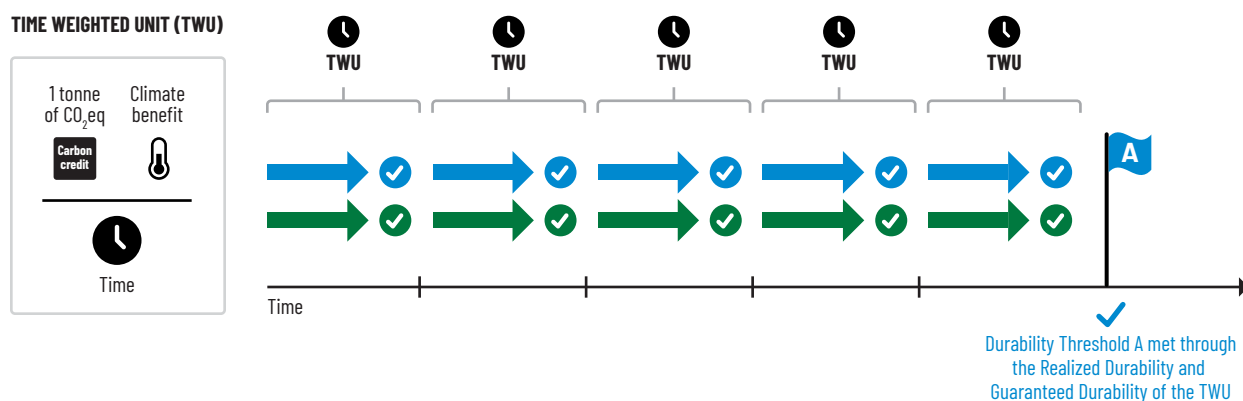 TIME WEIGHTED UNIT (TWU)
TWU
TWU
TWU
TWU
TWU
1 tonne
of CO₂eq
Climate
benefit
Carbon
credit
Time
A
Time
Durability Threshold A met through
the Realized Durability and
Guaranteed Durability of the TWU